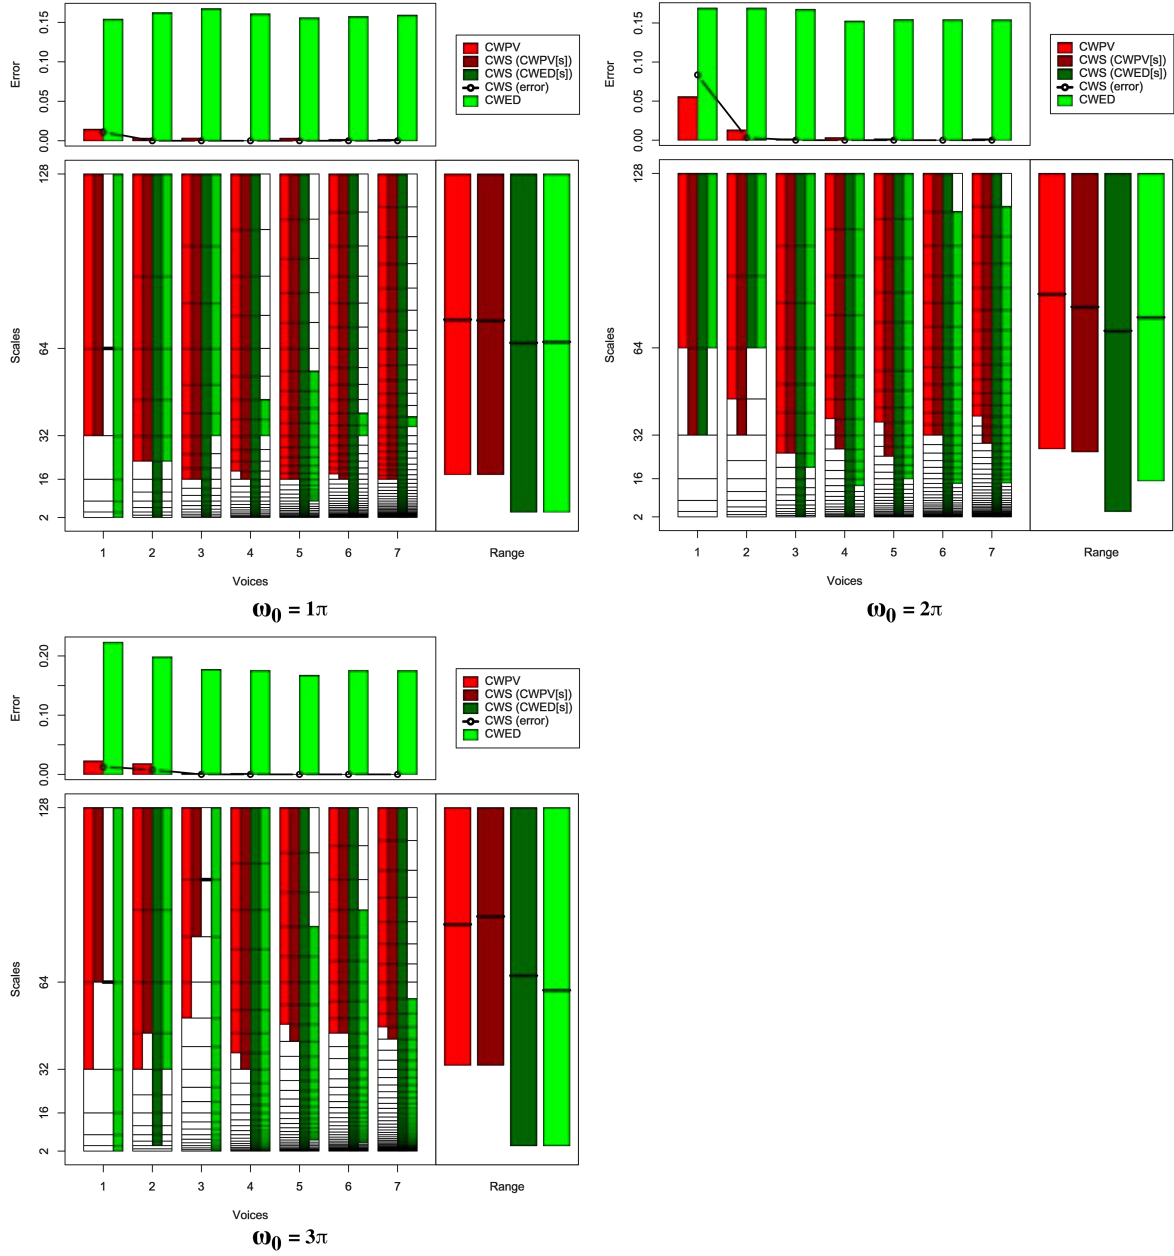 0.15
0.10
0.05
0.00
Error
CWPV
CWS (CWPV[s])
CWS (CWED[s])
CWS (error)
CWED
128
64
32
16
2
Scales
1 2 3 4 5 6 7
Range
Voices
ω0 = 1π
0.15
0.10
0.05
0.00
Error
CWPV
CWS (CWPV[s])
CWS (CWED[s])
CWS (error)
CWED
128
64
32
16
2
Scales
1 2 3 4 5 6 7
Range
Voices
ω0 = 2π
0.20
0.10
0.00
Error
CWPV
CWS (CWPV[s])
CWS (CWED[s])
CWS (error)
CWED
128
64
32
16
2
Scales
1 2 3 4 5 6 7
Range
Voices
ω0 = 3π